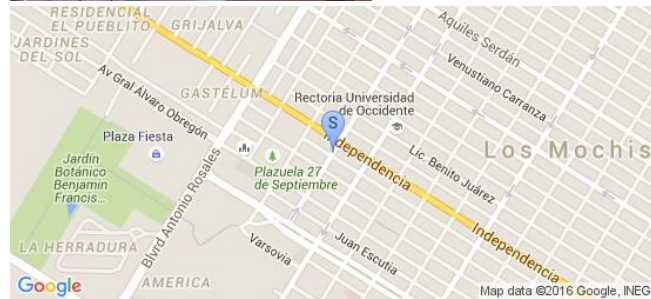 RESIDENCIAL
EL PUEBLITO
GRIJALVA
JARDINES
DEL SOL
Aquiles Serdán
Av Gral Álvaro Obregón
GASTÉLUM
Venustiano Carranza
Rectoria Universidad
de Occidente
S
Plaza Fiesta
Independencia
Lic. Benito Juárez
Los Mochis
Jardín
Botánico
Benjamin
Francis...
Plazuela 27
de Septiembre
Blvrd Antonio Rosales
Independencia
LA HERRADURA
Varsovia
Juan Escutia
AMERICA
Google
Map data ©2016 Google, INEG